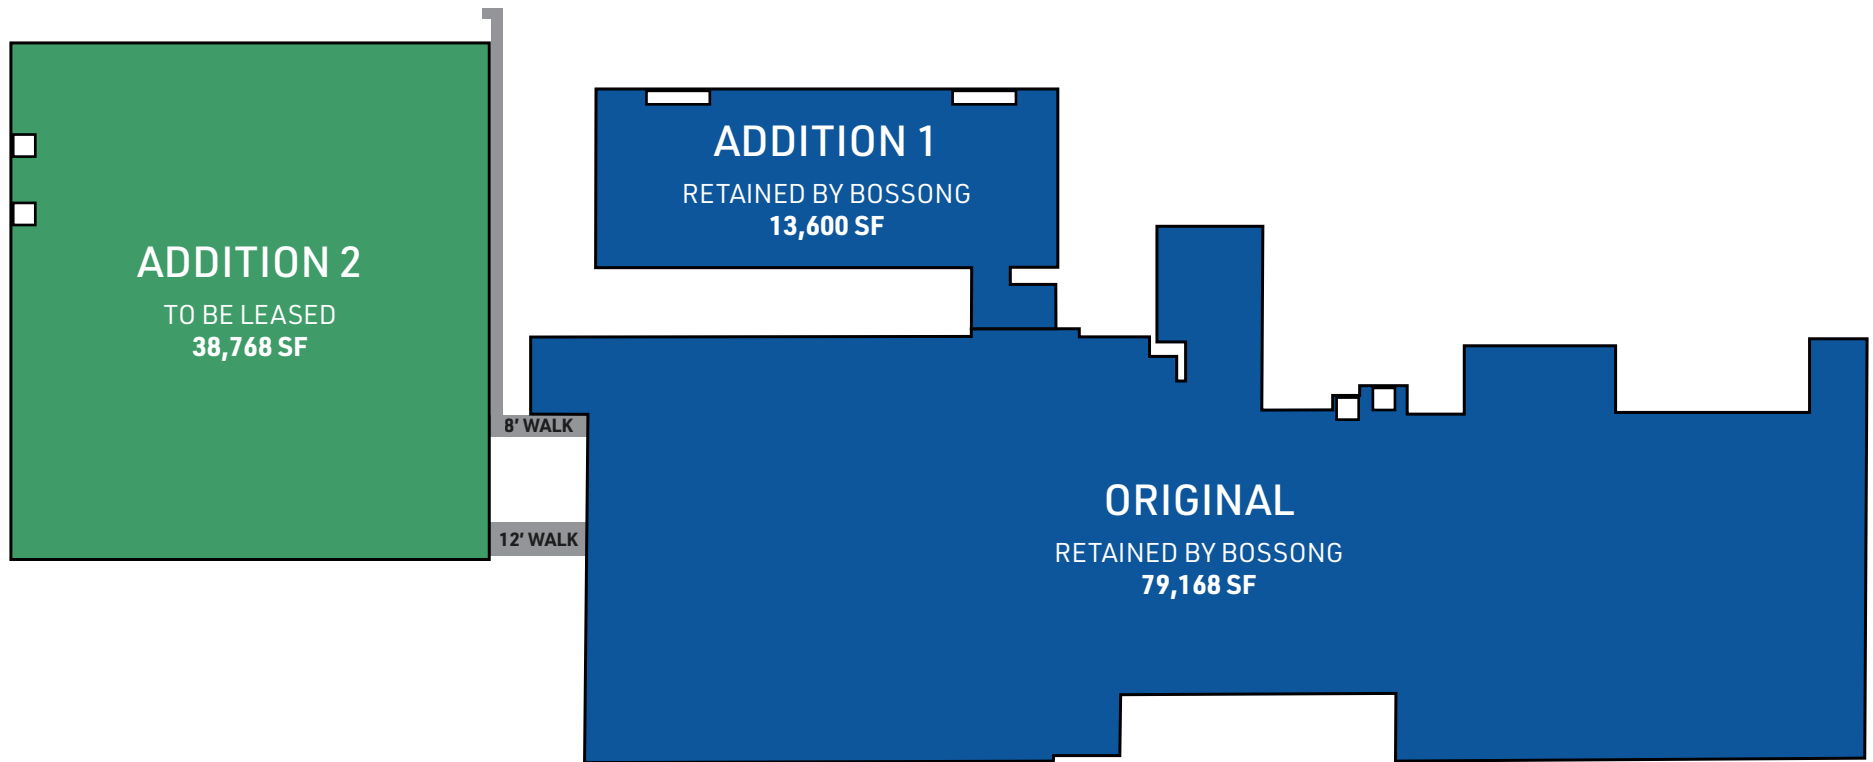 ADDITION 2
TO BE LEASED
38,768 SF
ADDITION 1
RETAINED BY BOSSONG
13,600 SF
8' WALK
12' WALK
ORIGINAL
RETAINED BY BOSSONG
79,168 SF